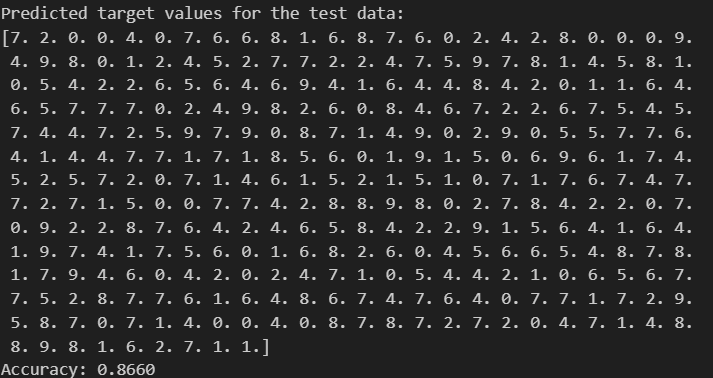 Predicted target values for the test data:
[7. 2. 0. 0. 4. 0. 7. 6. 6. 8. 1. 6. 8. 7. 6. 0. 2. 4. 2. 8. 0. 0. 0. 9.
4. 9. 8. 0. 1. 2. 4. 5. 2. 7. 7. 2. 2. 4. 7. 5. 9. 7. 8. 1. 4. 5. 8. 1.
0. 5. 4. 2. 2. 6. 5. 6. 4. 6. 9. 4. 1. 6. 4. 4. 8. 4. 2. 0. 1. 1. 6. 4.
6. 5. 7. 7. 7. 0. 2. 4. 9. 8. 2. 6. 0. 8. 4. 6. 7. 2. 2. 6. 7. 5. 4. 5.
7. 4. 4. 7. 2. 5. 9. 7. 9. 0. 8. 7. 1. 4. 9. 0. 2. 9. 0. 5. 5. 7. 7. 6.
4. 1. 4. 4. 7. 7. 1. 7. 1. 8. 5. 6. 0. 1. 9. 1. 5. 0. 6. 9. 6. 1. 7. 4.
5. 2. 5. 7. 2. 0. 7. 1. 4. 6. 1. 5. 2. 1. 5. 1. 0. 7. 1. 7. 6. 7. 4. 7.
7. 2. 7. 1. 5. 0. 0. 7. 7. 4. 2. 8. 8. 9. 8. 0. 2. 7. 8. 4. 2. 2. 0. 7.
0. 9. 2. 2. 8. 7. 6. 4. 2. 4. 6. 5. 8. 4. 2. 2. 9. 1. 5. 6. 4. 1. 6. 4.
1. 9. 7. 4. 1. 7. 5. 6. 0. 1. 6. 8. 2. 6. 0. 4. 5. 6. 6. 5. 4. 8. 7. 8.
1. 7. 9. 4. 6. 0. 4. 2. 0. 2. 4. 7. 1. 0. 5. 4. 4. 2. 1. 0. 6. 5. 6. 7.
7. 5. 2. 8. 7. 7. 6. 1. 6. 4. 8. 6. 7. 4. 7. 6. 4. 0. 7. 7. 1. 7. 2. 9.
5. 8. 7. 0. 7. 1. 4. 0. 0. 4. 0. 8. 7. 8. 7. 2. 7. 2. 0. 4. 7. 1. 4. 8.
8. 9. 8. 1. 6. 2. 7. 1. 1.]
Accuracy: 0.8660